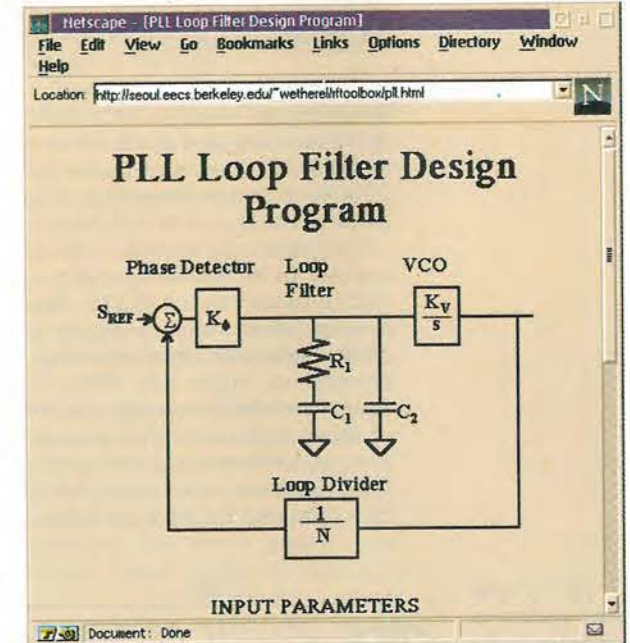 Netscape - [PLL Loop Filter Design Program]
File Edit View Go Bookmarks Links Options Directory Window
Help
Location: http://seoul.eecs.berkeley.edu/~wetherel/rftoolbox/pll.html
N
PLL Loop Filter Design
Program
Phase Detector Loop Filter VCO
S_REF Σ K_ϕ K_V/s
R_1
C_1 C_2
Loop Divider
1/N
INPUT PARAMETERS
Document: Done